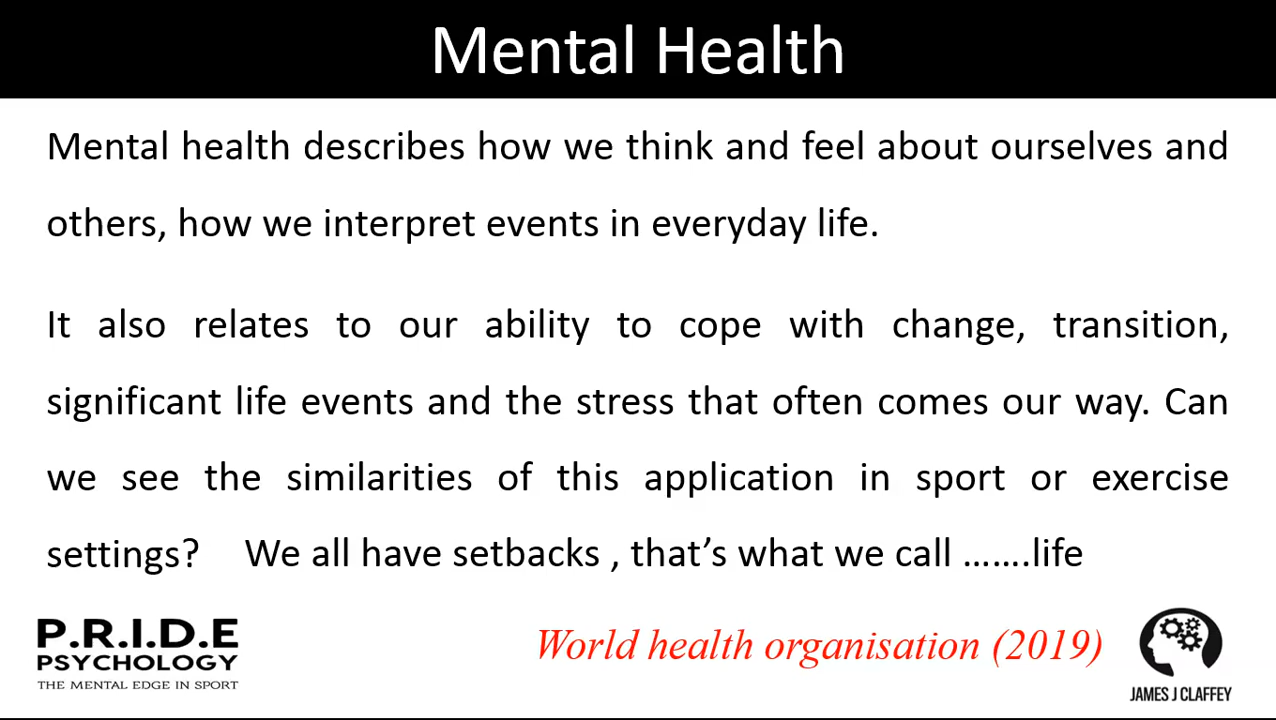 Mental Health
Mental health describes how we think and feel about ourselves and
others, how we interpret events in everyday life.
It also relates to our ability to cope with change, transition,
significant life events and the stress that often comes our way. Can
we see the similarities of this application in sport or exercise
settings? We all have setbacks , that’s what we call …….life
World health organisation (2019)
P.R.I.D.E
PSYCHOLOGY
THE MENTAL EDGE IN SPORT
JAMES J CLAFFEY